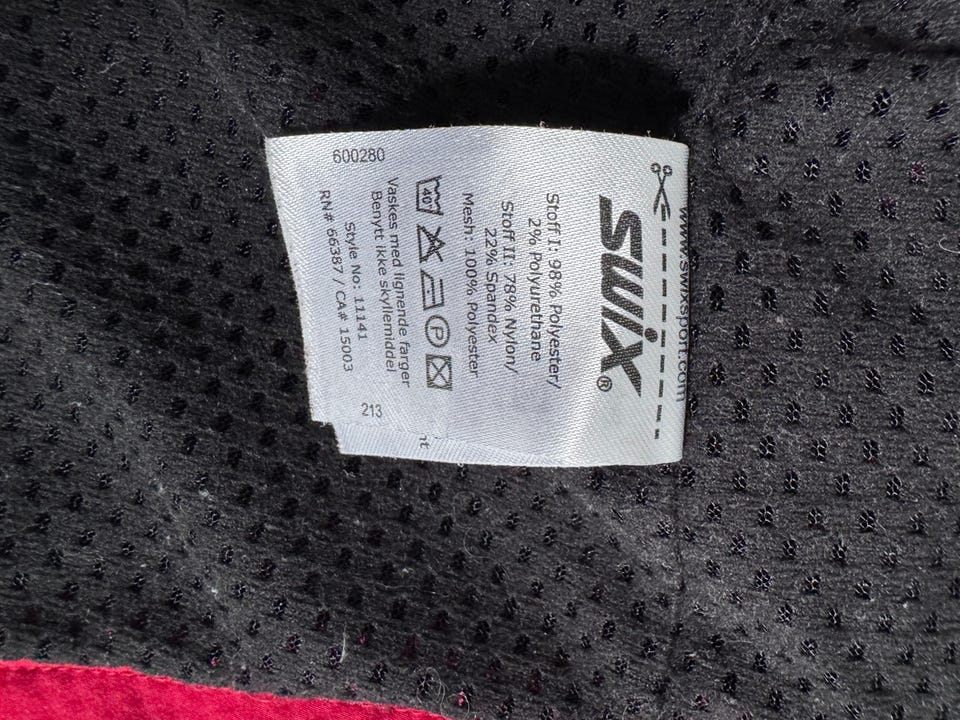 www.swixsport.com
swix®
Stoff I: 98% Polyester/
2% Polyurethane
Stoff II: 78% Nylon/
22% Spandex
Mesh: 100% Polyester
40°
P
Vaskes med lignende farger
Benytt ikke skyllemiddel
Style No: 11141
RN# 66387 / CA# 15003
600280
213